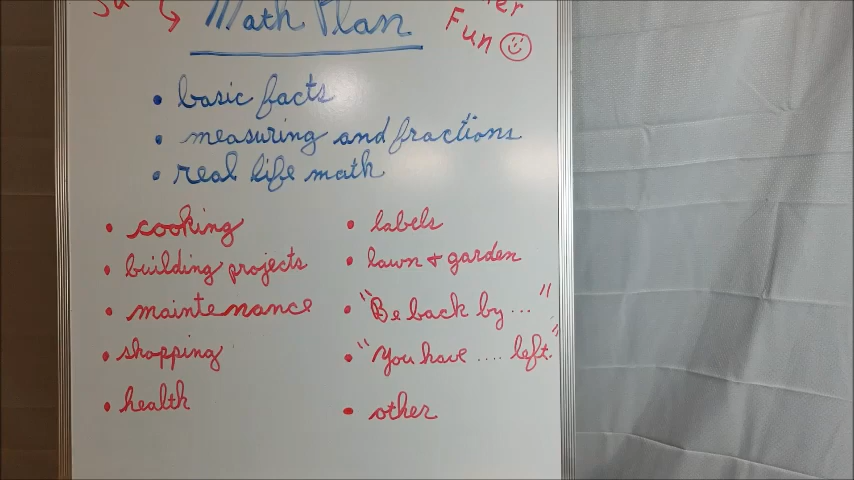 Math Plan
Fun
• basic facts
• measuring and fractions
• real life math
• cooking
• building projects
• maintenance
• shopping
• health
• labels
• lawn & garden
• "Be back by ... "
• "You have .... left."
• other